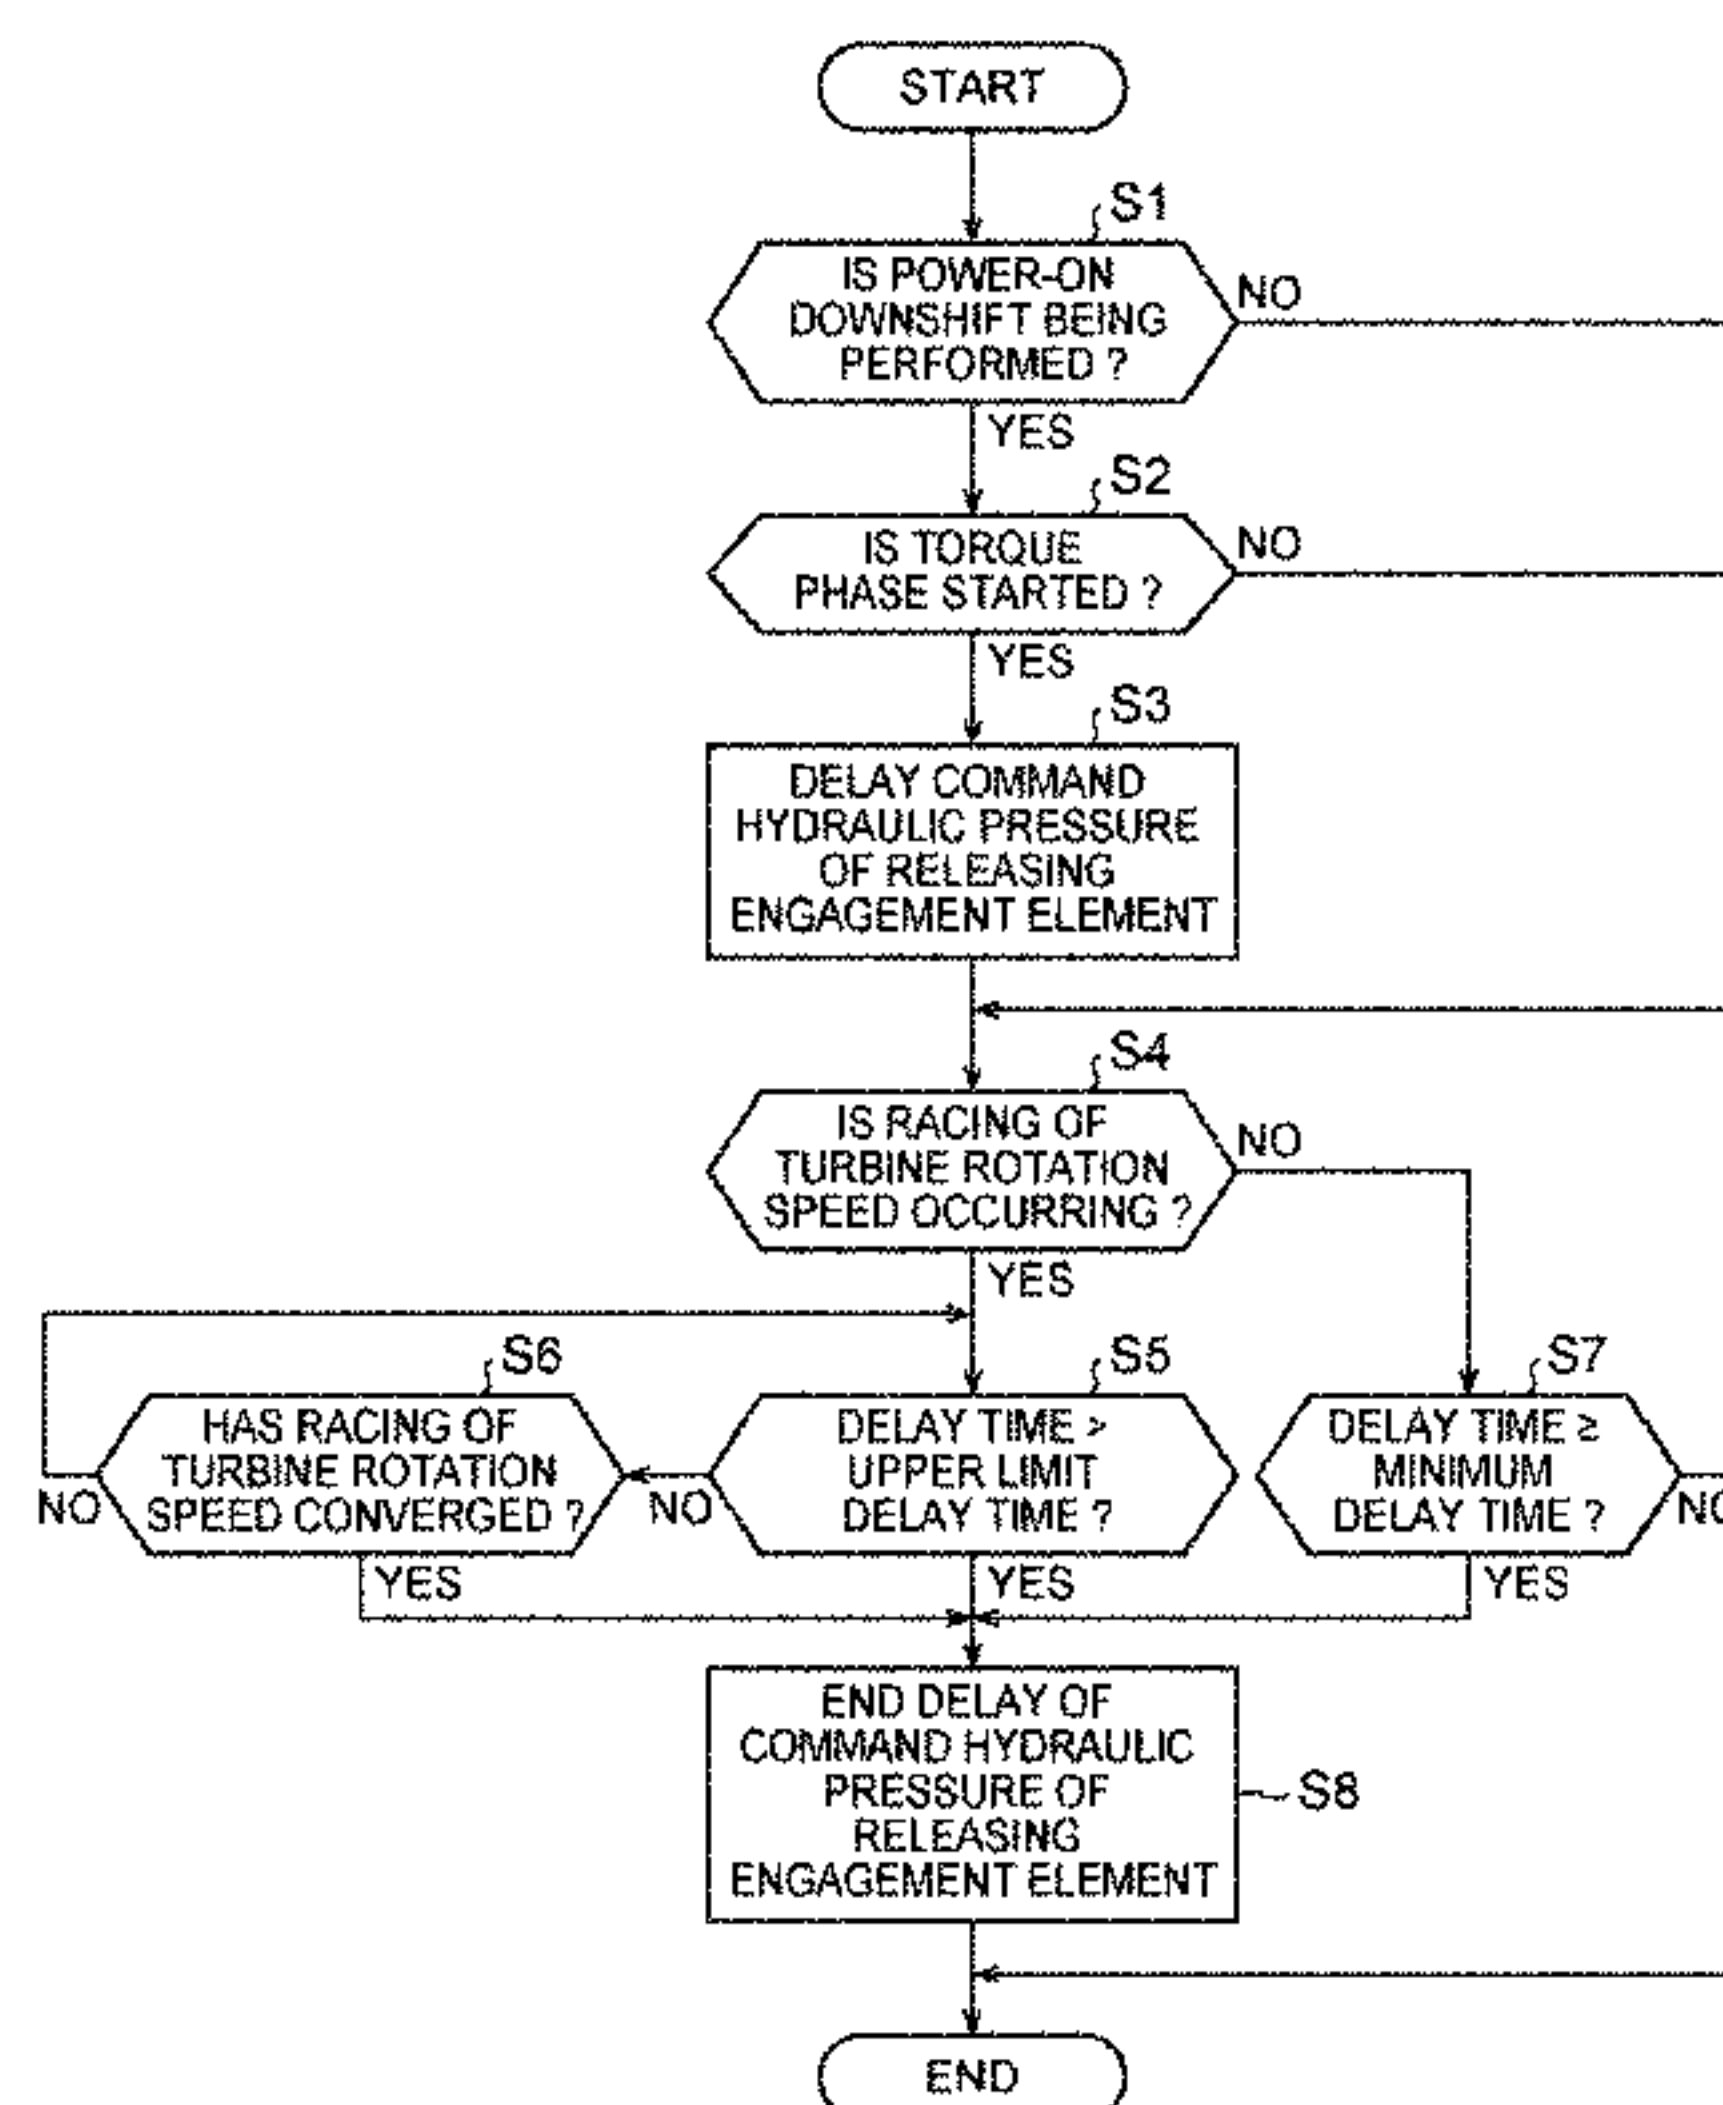 START
S1
IS POWER-ON
DOWNSHIFT BEING
PERFORMED ?
NO
YES
S2
IS TORQUE
PHASE STARTED ?
NO
YES
S3
DELAY COMMAND
HYDRAULIC PRESSURE
OF RELEASING
ENGAGEMENT ELEMENT
S4
IS RACING OF
TURBINE ROTATION
SPEED OCCURRING ?
NO
YES
S6
HAS RACING OF
TURBINE ROTATION
SPEED CONVERGED ?
NO
YES
S5
DELAY TIME >
UPPER LIMIT
DELAY TIME ?
NO
YES
S7
DELAY TIME ≥
MINIMUM
DELAY TIME ?
NO
YES
END DELAY OF
COMMAND HYDRAULIC
PRESSURE OF
RELEASING
ENGAGEMENT ELEMENT
S8
END